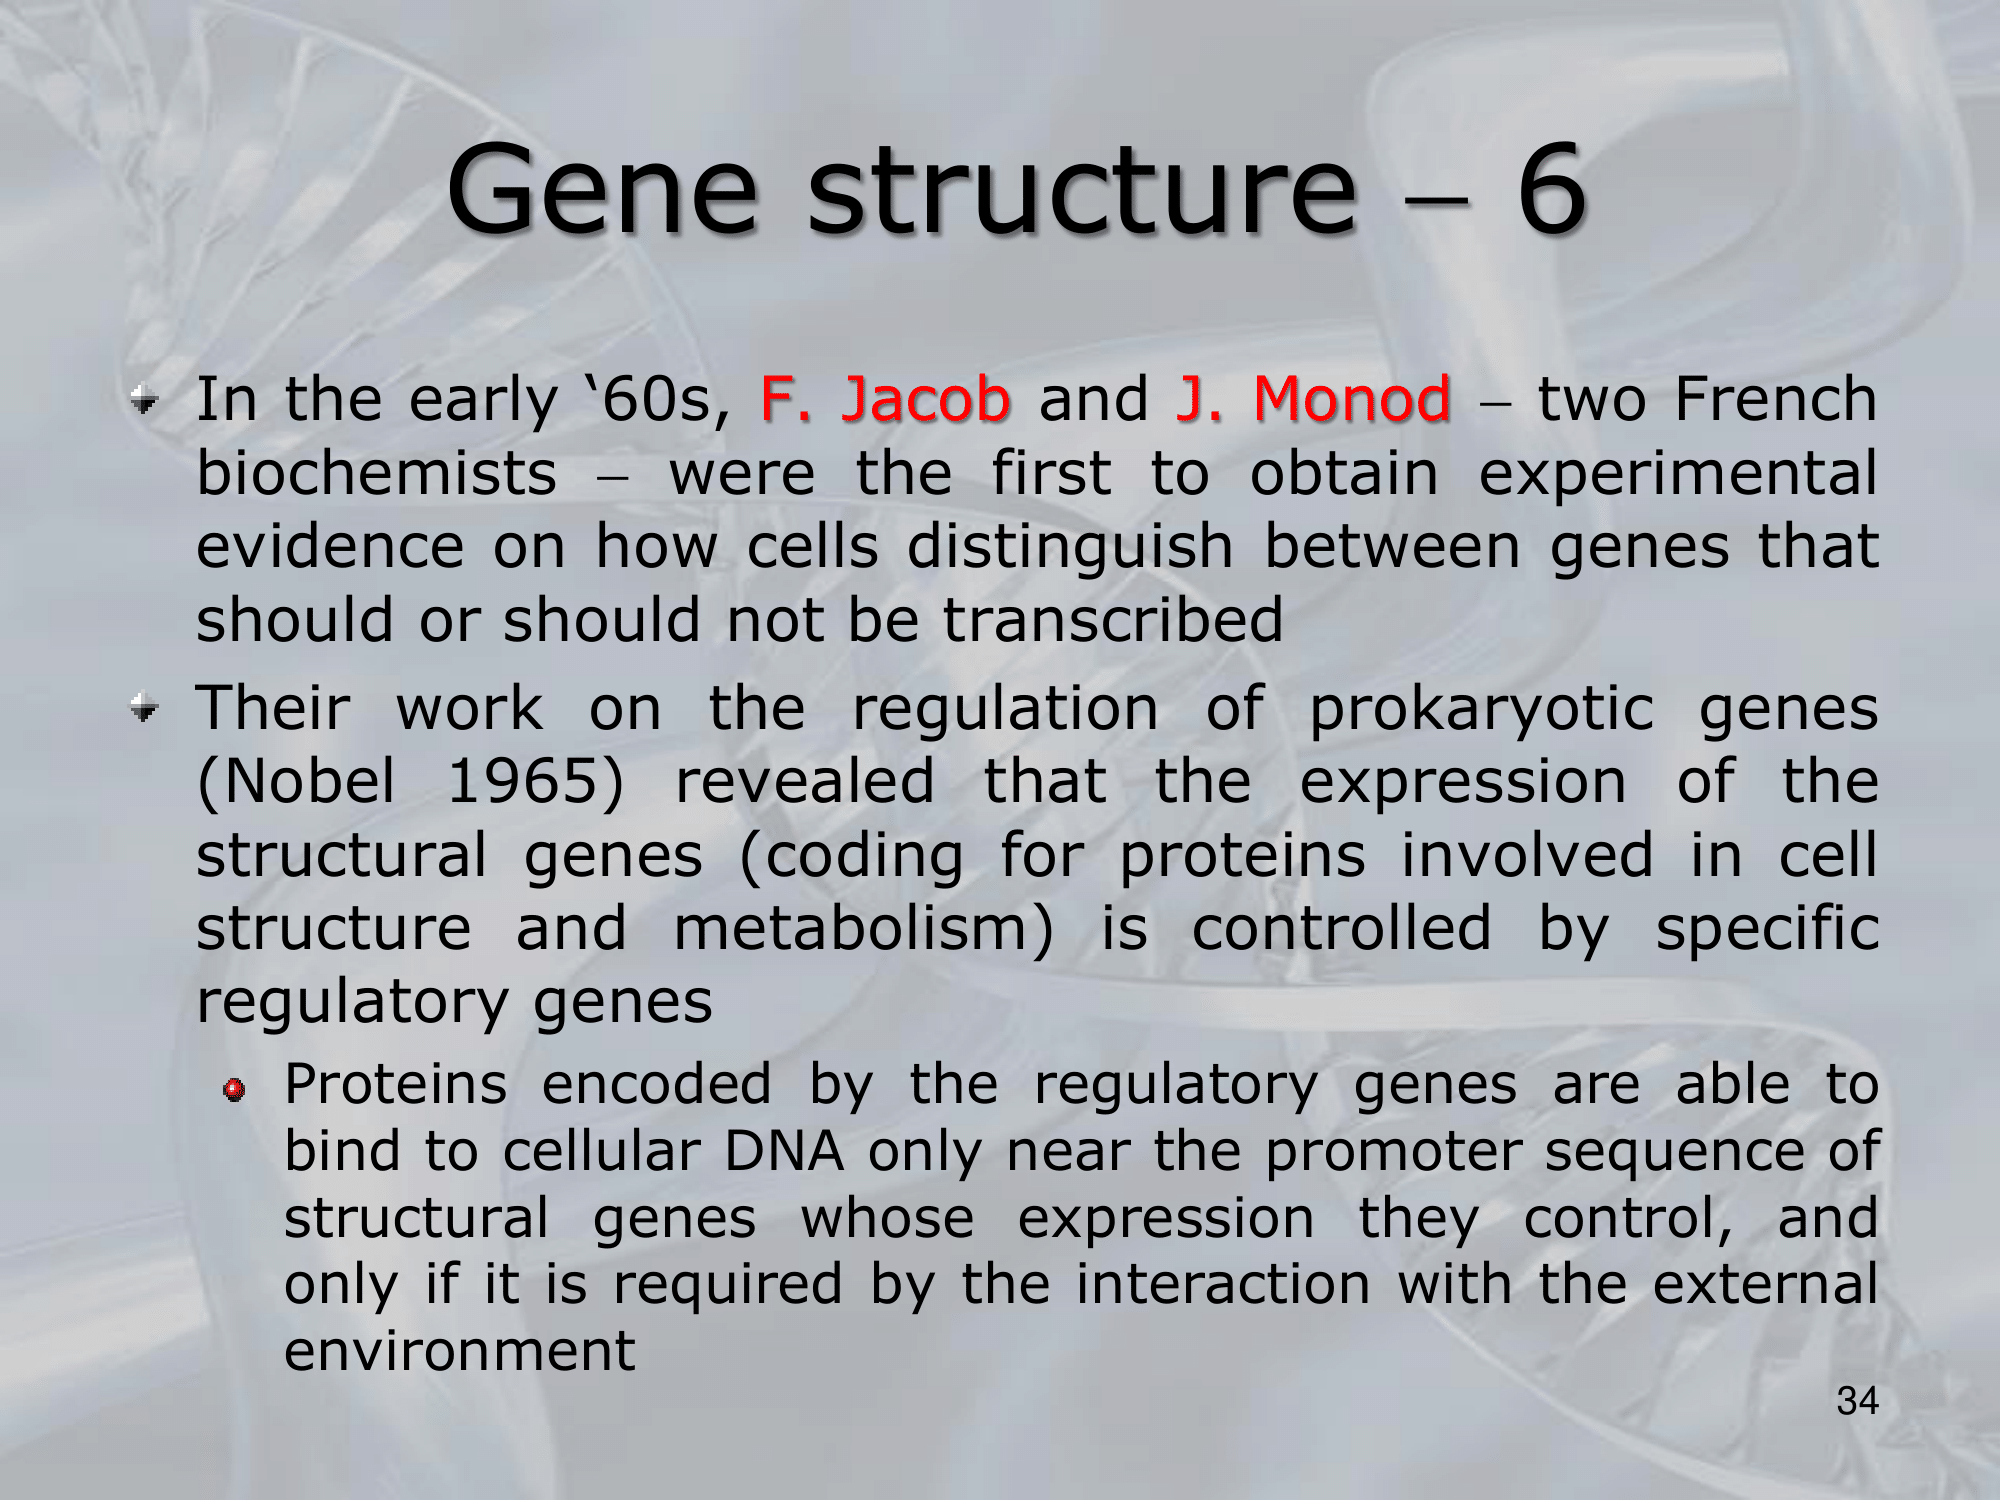 Gene structure – 6
In the early ‘60s, F. Jacob and J. Monod – two French
biochemists – were the first to obtain experimental
evidence on how cells distinguish between genes that
should or should not be transcribed
Their work on the regulation of prokaryotic genes
(Nobel 1965) revealed that the expression of the
structural genes (coding for proteins involved in cell
structure and metabolism) is controlled by specific
regulatory genes
Proteins encoded by the regulatory genes are able to
bind to cellular DNA only near the promoter sequence of
structural genes whose expression they control, and
only if it is required by the interaction with the external
environment
34